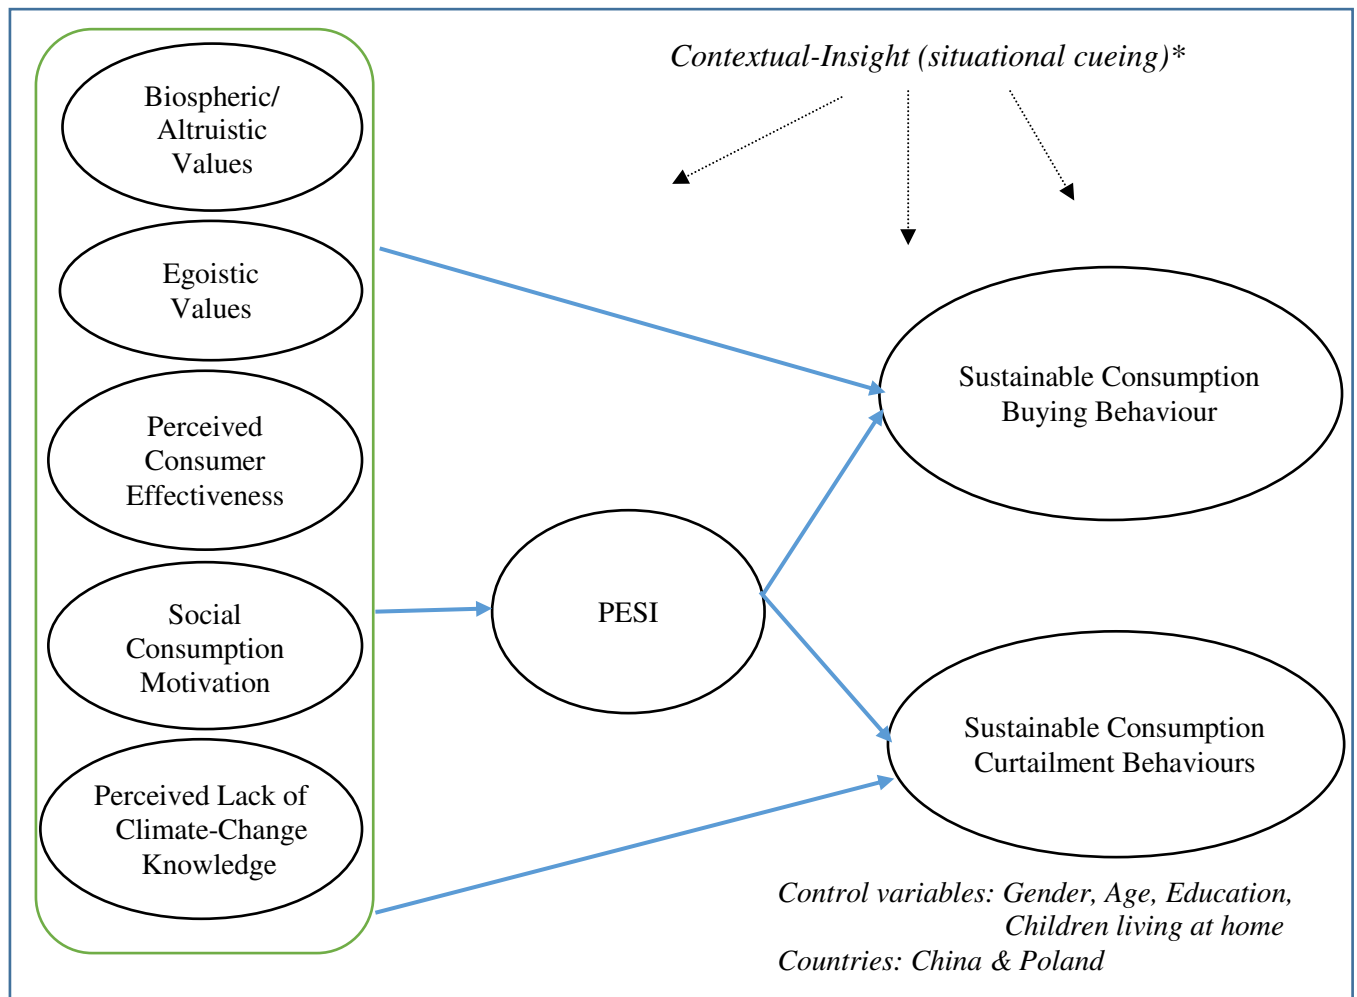 Contextual-Insight (situational cueing)*
Biospheric/
Altruistic
Values
Egoistic
Values
Perceived
Consumer
Effectiveness
Social
Consumption
Motivation
Perceived Lack of
Climate-Change
Knowledge
PESI
Sustainable Consumption
Buying Behaviour
Sustainable Consumption
Curtailment Behaviours
Control variables: Gender, Age, Education,
Children living at home
Countries: China & Poland